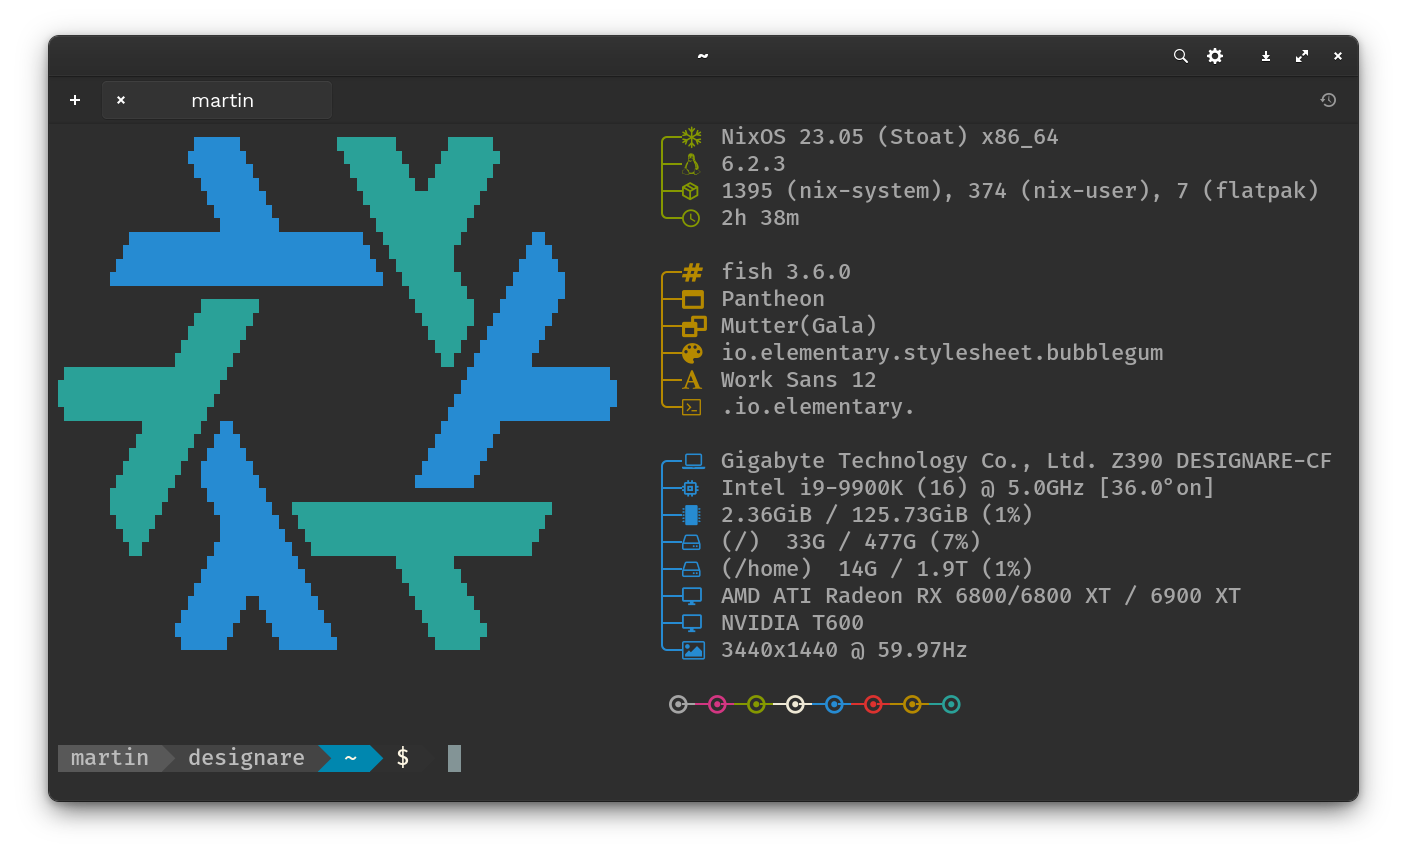 ~
martin
NixOS 23.05 (Stoat) x86_64
6.2.3
1395 (nix-system), 374 (nix-user), 7 (flatpak)
2h 38m
fish 3.6.0
Pantheon
Mutter(Gala)
io.elementary.stylesheet.bubblegum
Work Sans 12
.io.elementary.
Gigabyte Technology Co., Ltd. Z390 DESIGNARE-CF
Intel i9-9900K (16) @ 5.0GHz [36.0°on]
2.36GiB / 125.73GiB (1%)
(/)  33G / 477G (7%)
(/home)  14G / 1.9T (1%)
AMD ATI Radeon RX 6800/6800 XT / 6900 XT
NVIDIA T600
3440x1440 @ 59.97Hz
martin designare ~ $